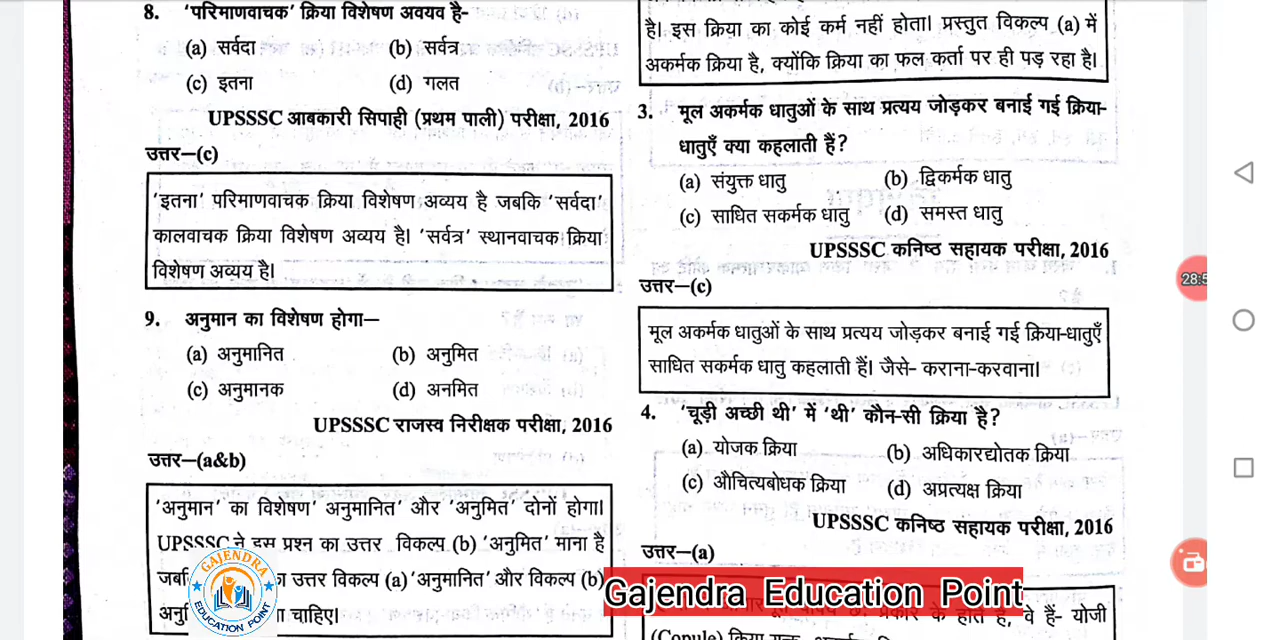 8. 'परिमाणवाचक' क्रिया विशेषण अवयव है-
(a) सर्वदा (b) सर्वत्र
(c) इतना (d) गलत
UPSSSC आबकारी सिपाही (प्रथम पाली) परीक्षा, 2016
उत्तर–(c)
'इतना' परिमाणवाचक क्रिया विशेषण अव्यय है जबकि 'सर्वदा'
कालवाचक क्रिया विशेषण अव्यय है। 'सर्वत्र' स्थानवाचक क्रिया
विशेषण अव्यय है।
9. अनुमान का विशेषण होगा–
(a) अनुमानित (b) अनुमित
(c) अनुमानक (d) अनमित
UPSSSC राजस्व निरीक्षक परीक्षा, 2016
उत्तर–(a&b)
'अनुमान' का विशेषण 'अनुमानित' और 'अनुमित' दोनों होगा।
UPSSSC ने इस प्रश्न का उत्तर विकल्प (b) 'अनुमित' माना है
का उत्तर विकल्प (a) 'अनुमानित' और विकल्प (b)
चाहिए।
है। इस क्रिया का कोई कर्म नहीं होता। प्रस्तुत विकल्प (a) में
अकर्मक क्रिया है, क्योंकि क्रिया का फल कर्ता पर ही पड़ रहा है।
3. मूल अकर्मक धातुओं के साथ प्रत्यय जोड़कर बनाई गई क्रिया-
धातुएँ क्या कहलाती हैं?
(a) संयुक्त धातु (b) द्विकर्मक धातु
(c) साधित सकर्मक धातु (d) समस्त धातु
UPSSSC कनिष्ठ सहायक परीक्षा, 2016
उत्तर–(c)
मूल अकर्मक धातुओं के साथ प्रत्यय जोड़कर बनाई गई क्रिया-धातुएँ
साधित सकर्मक धातु कहलाती हैं। जैसे- कराना-करवाना।
4. 'चूड़ी अच्छी थी' में 'थी' कौन-सी क्रिया है?
(a) योजक क्रिया (b) अधिकारद्योतक क्रिया
(c) औचित्यबोधक क्रिया (d) अप्रत्यक्ष क्रिया
UPSSSC कनिष्ठ सहायक परीक्षा, 2016
उत्तर–(a)
प्रकार के होते हैं, वे हैं- योजी
(Copule) क्रिया
Gajendra Education Point
GAJENDRA
EDUCATION POINT
28:5